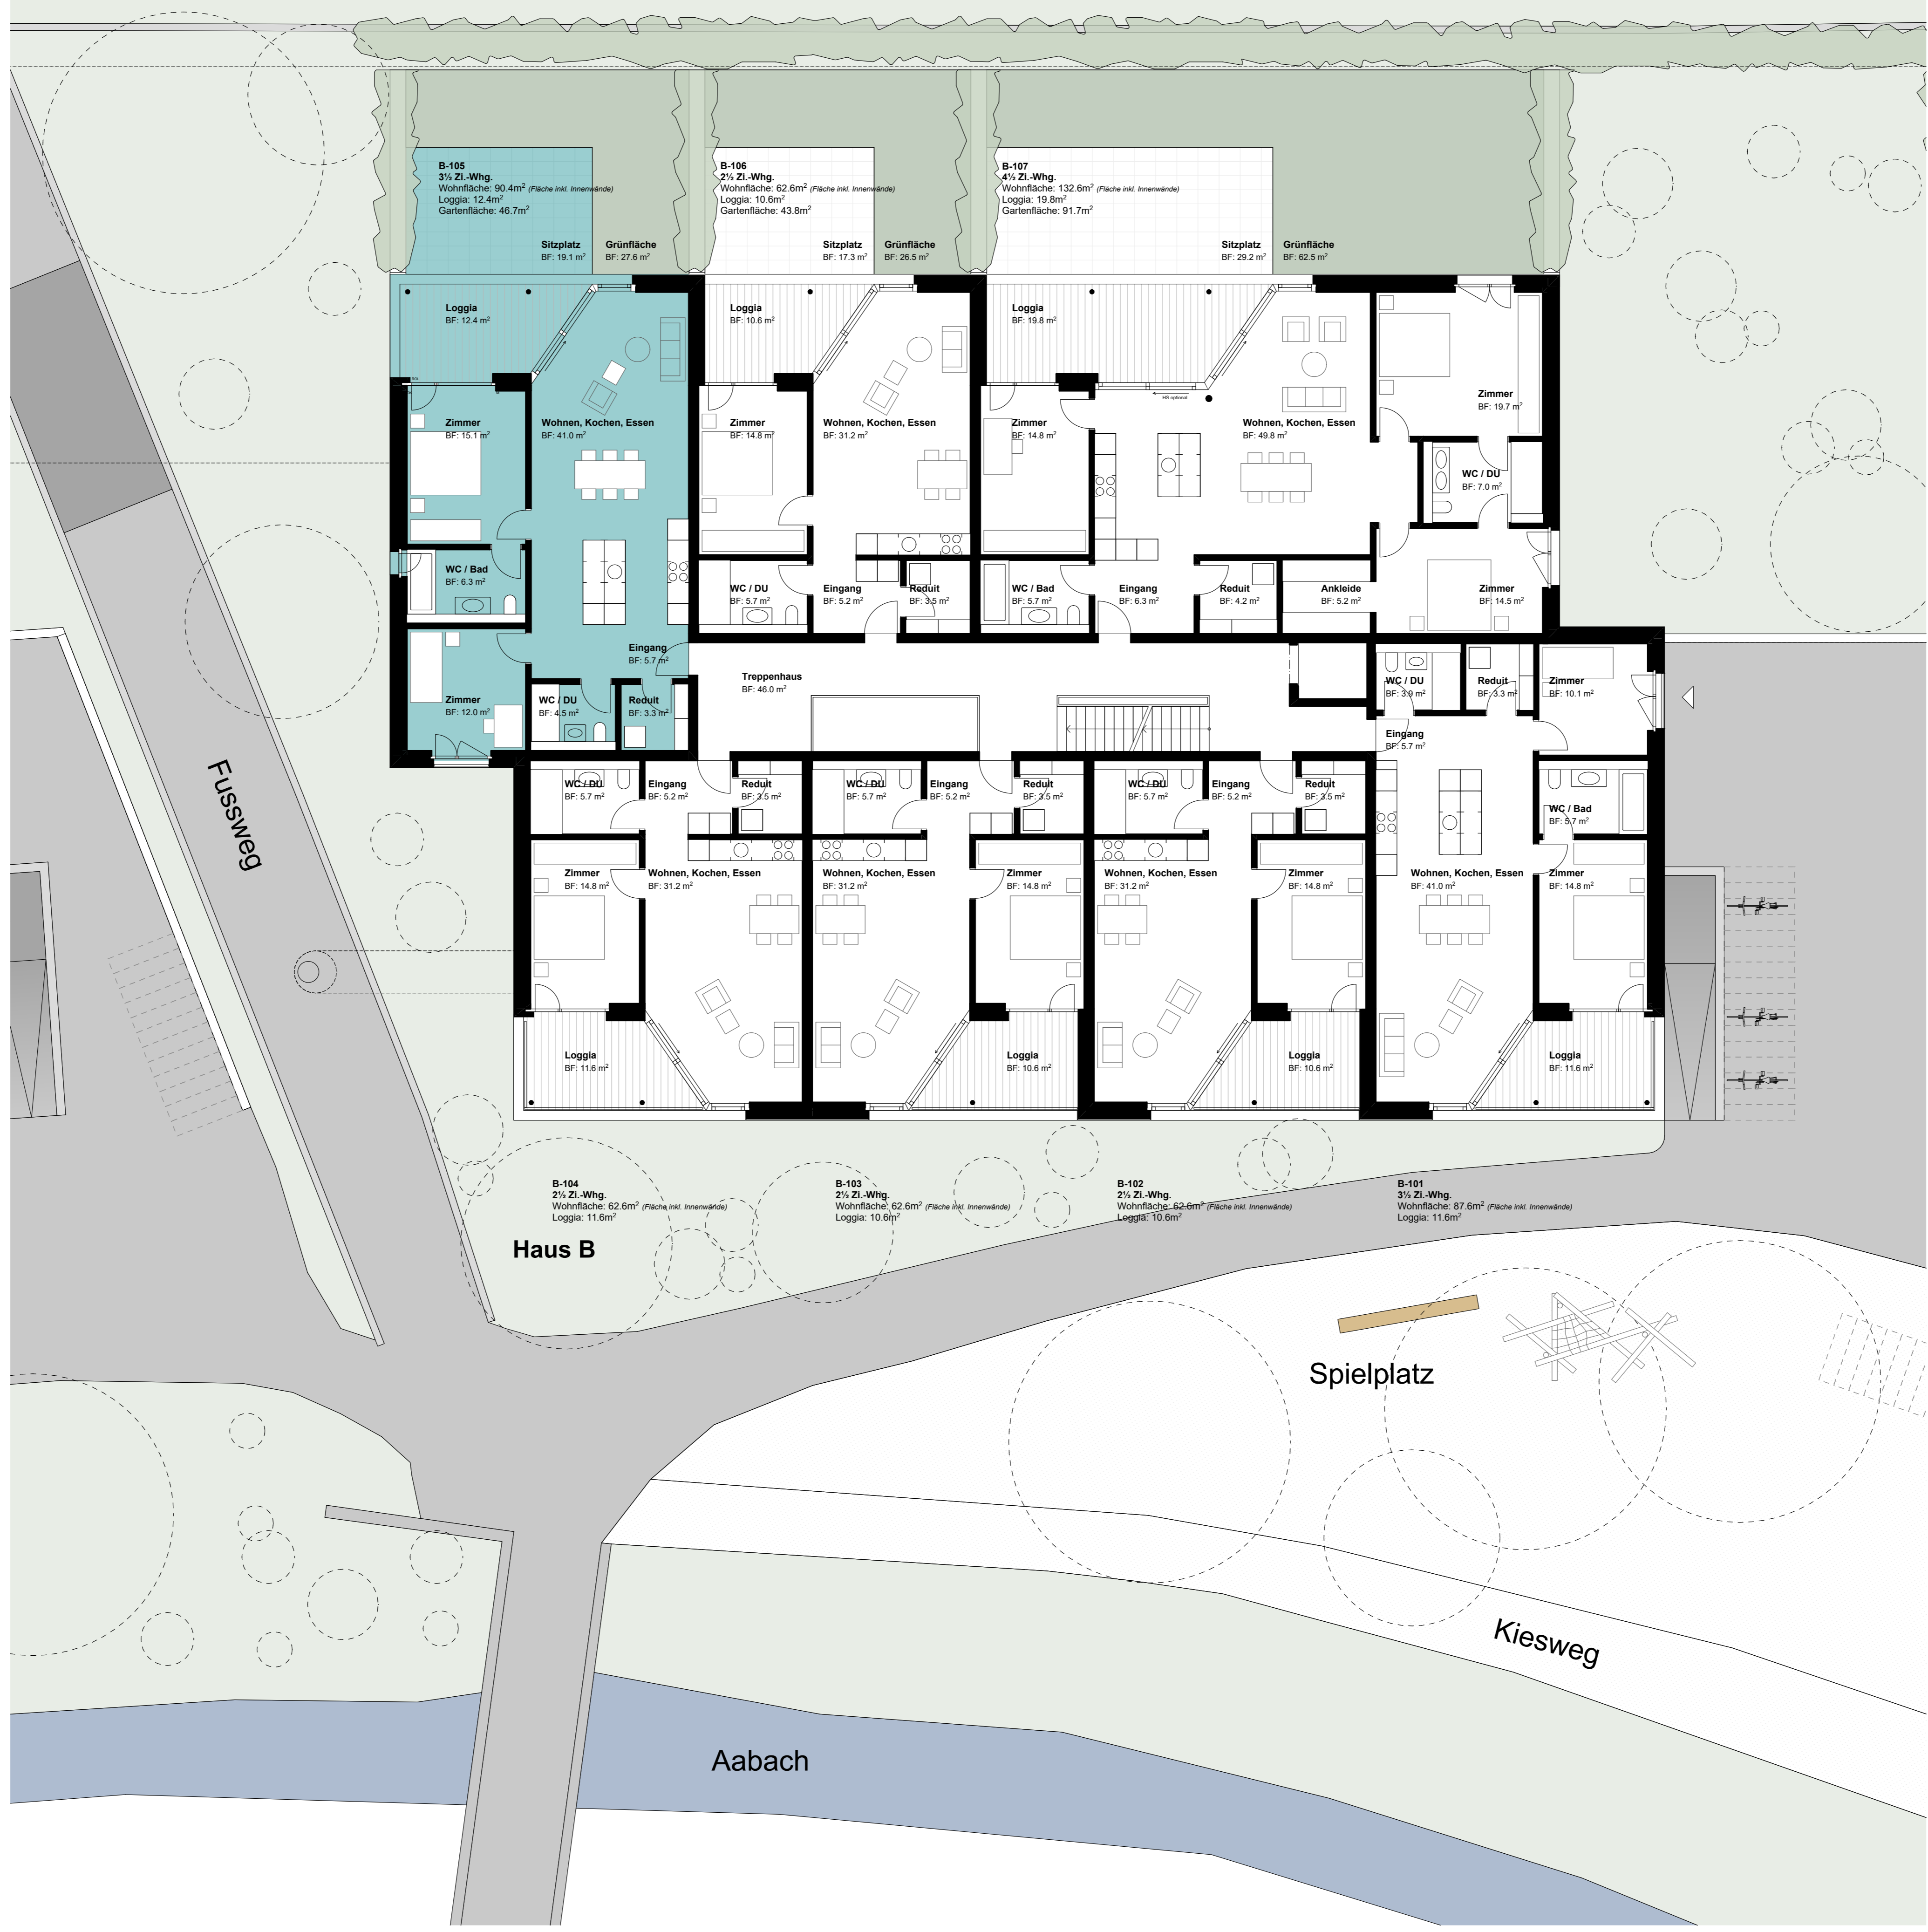 B-105
3½ Zi.-Whg.
Wohnfläche: 90.4m² (Fläche inkl. Innenwände)
Loggia: 12.4m²
Gartenfläche: 46.7m²
Sitzplatz
BF: 19.1 m²
Grünfläche
BF: 27.6 m²
B-106
2½ Zi.-Whg.
Wohnfläche: 62.6m² (Fläche inkl. Innenwände)
Loggia: 10.6m²
Gartenfläche: 43.8m²
Sitzplatz
BF: 17.3 m²
Grünfläche
BF: 26.5 m²
B-107
4½ Zi.-Whg.
Wohnfläche: 132.6m² (Fläche inkl. Innenwände)
Loggia: 19.8m²
Gartenfläche: 91.7m²
Sitzplatz
BF: 29.2 m²
Grünfläche
BF: 62.5 m²
Loggia
BF: 12.4 m²
Zimmer
BF: 15.1 m²
Wohnen, Kochen, Essen
BF: 41.0 m²
WC / Bad
BF: 6.3 m²
Eingang
BF: 5.7 m²
Zimmer
BF: 12.0 m²
WC / DU
BF: 4.5 m²
Reduit
BF: 3.3 m²
Loggia
BF: 10.6 m²
Zimmer
BF: 14.8 m²
Wohnen, Kochen, Essen
BF: 31.2 m²
WC / DU
BF: 5.7 m²
Eingang
BF: 5.2 m²
Reduit
BF: 3.5 m²
Loggia
BF: 19.8 m²
HS optional
Zimmer
BF: 14.8 m²
Wohnen, Kochen, Essen
BF: 49.8 m²
Zimmer
BF: 19.7 m²
WC / DU
BF: 7.0 m²
WC / Bad
BF: 5.7 m²
Eingang
BF: 6.3 m²
Reduit
BF: 4.2 m²
Ankleide
BF: 5.2 m²
Zimmer
BF: 14.5 m²
Treppenhaus
BF: 46.0 m²
WC / DU
BF: 3.9 m²
Reduit
BF: 3.3 m²
Zimmer
BF: 10.1 m²
Eingang
BF: 5.7 m²
WC / DU
BF: 5.7 m²
Eingang
BF: 5.2 m²
Reduit
BF: 3.5 m²
WC / DU
BF: 5.7 m²
Eingang
BF: 5.2 m²
Reduit
BF: 3.5 m²
WC / DU
BF: 5.7 m²
Eingang
BF: 5.2 m²
Reduit
BF: 3.5 m²
WC / Bad
BF: 5.7 m²
Zimmer
BF: 14.8 m²
Wohnen, Kochen, Essen
BF: 31.2 m²
Wohnen, Kochen, Essen
BF: 31.2 m²
Zimmer
BF: 14.8 m²
Wohnen, Kochen, Essen
BF: 31.2 m²
Zimmer
BF: 14.8 m²
Wohnen, Kochen, Essen
BF: 41.0 m²
Zimmer
BF: 14.8 m²
Loggia
BF: 11.6 m²
Loggia
BF: 10.6 m²
Loggia
BF: 10.6 m²
Loggia
BF: 11.6 m²
Fussweg
B-104
2½ Zi.-Whg.
Wohnfläche: 62.6m² (Fläche inkl. Innenwände)
Loggia: 11.6m²
B-103
2½ Zi.-Whg.
Wohnfläche: 62.6m² (Fläche inkl. Innenwände)
Loggia: 10.6m²
B-102
2½ Zi.-Whg.
Wohnfläche: 62.6m² (Fläche inkl. Innenwände)
Loggia: 10.6m²
B-101
3½ Zi.-Whg.
Wohnfläche: 87.6m² (Fläche inkl. Innenwände)
Loggia: 11.6m²
Haus B
Spielplatz
Kiesweg
Aabach